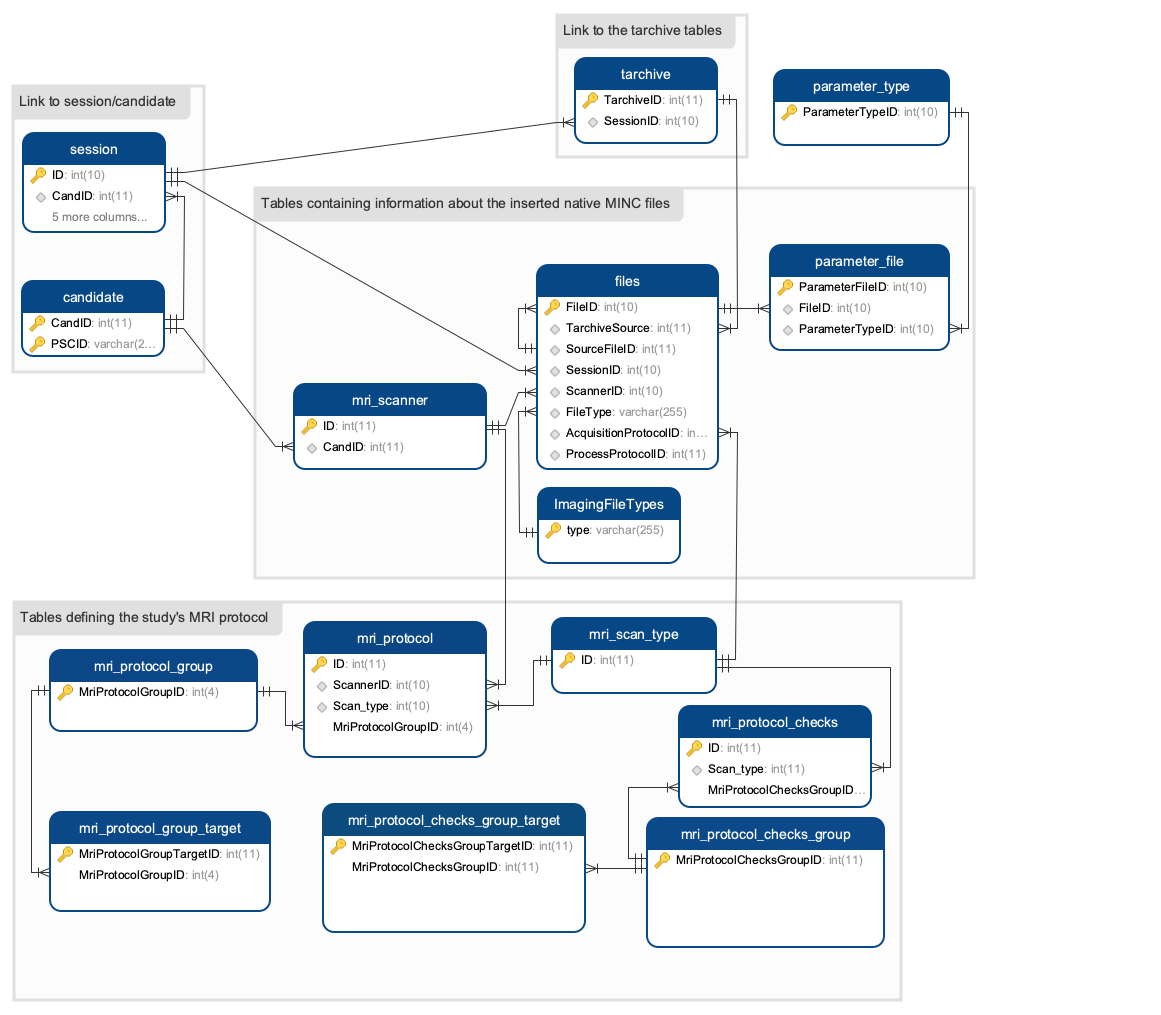 Link to the tarchive tables
tarchive
TarchiveID: int(11)
SessionID: int(10)
parameter_type
ParameterTypeID: int(10)
Link to session/candidate
session
ID: int(10)
CandID: int(11)
5 more columns...
candidate
CandID: int(11)
PSCID: varchar(2...
Tables containing information about the inserted native MINC files
files
FileID: int(10)
TarchiveSource: int(11)
SourceFileID: int(11)
SessionID: int(10)
ScannerID: int(10)
FileType: varchar(255)
AcquisitionProtocolID: in...
ProcessProtocolID: int(11)
parameter_file
ParameterFileID: int(10)
FileID: int(10)
ParameterTypeID: int(10)
mri_scanner
ID: int(11)
CandID: int(11)
ImagingFileTypes
type: varchar(255)
Tables defining the study's MRI protocol
mri_protocol_group
MriProtocolGroupID: int(4)
mri_protocol
ID: int(11)
ScannerID: int(10)
Scan_type: int(10)
MriProtocolGroupID: int(4)
mri_scan_type
ID: int(11)
mri_protocol_checks
ID: int(11)
Scan_type: int(11)
MriProtocolChecksGroupID...
mri_protocol_group_target
MriProtocolGroupTargetID: int(11)
MriProtocolGroupID: int(4)
mri_protocol_checks_group_target
MriProtocolChecksGroupTargetID: int(11)
MriProtocolChecksGroupID: int(11)
mri_protocol_checks_group
MriProtocolChecksGroupID: int(11)